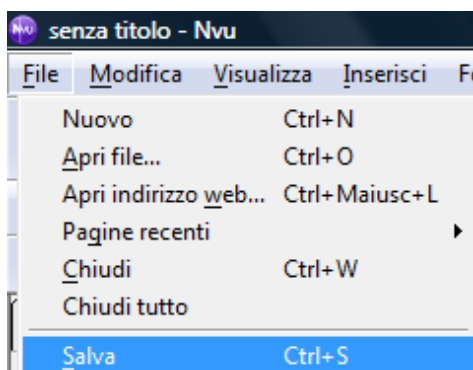 senza titolo - Nvu
File Modifica Visualizza Inserisci
Nuovo Ctrl+N
Apri file... Ctrl+O
Apri indirizzo web... Ctrl+Maiusc+L
Pagine recenti
Chiudi Ctrl+W
Chiudi tutto
Salva Ctrl+S